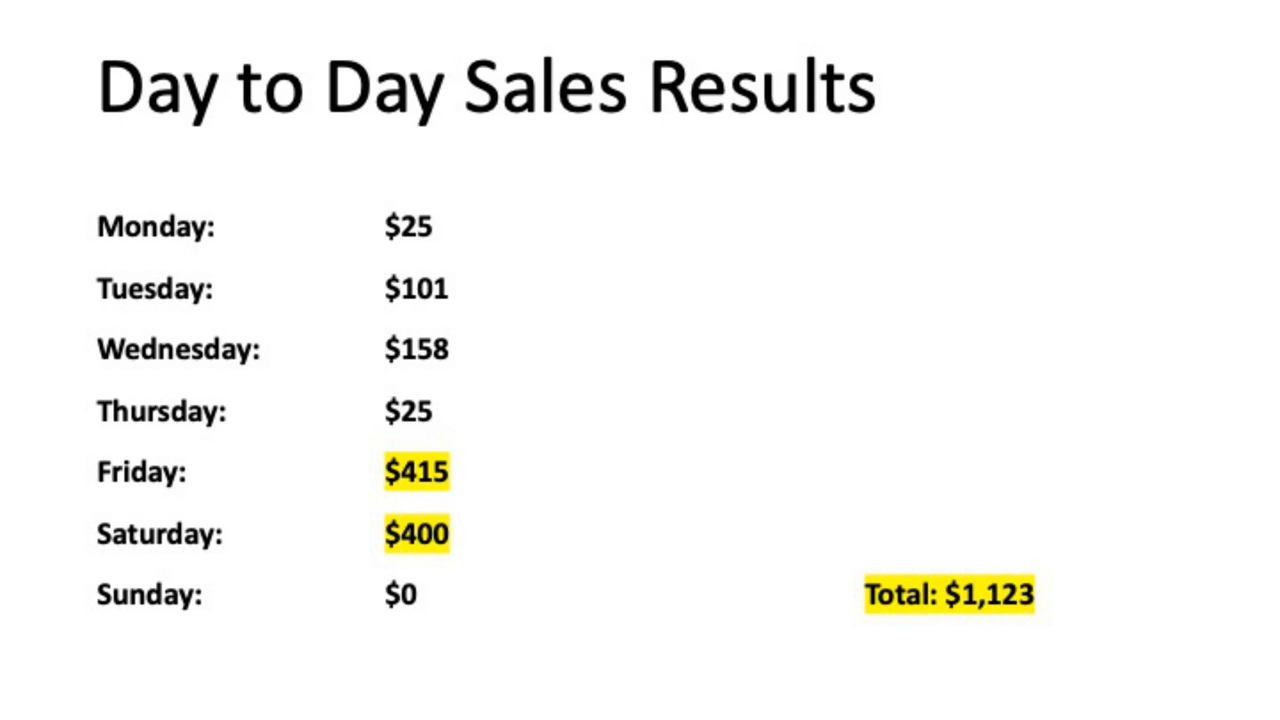 Day to Day Sales Results
Monday: $25
Tuesday: $101
Wednesday: $158
Thursday: $25
Friday: $415
Saturday: $400
Sunday: $0 Total: $1,123